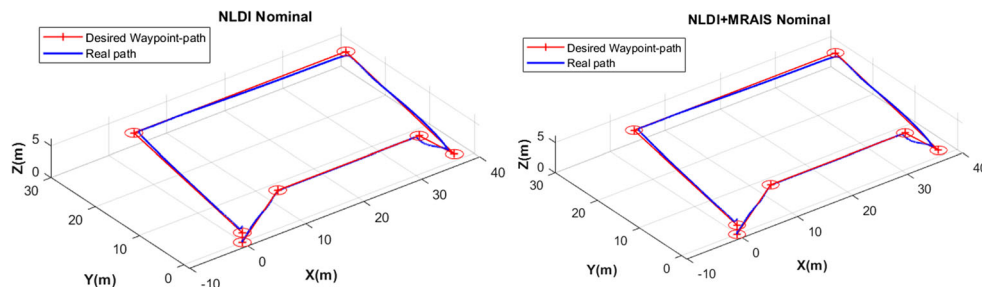 NLDI Nominal
Desired Waypoint-path
Real path
Z(m)
5
0
30
20
10
0
Y(m)
-10
0
10
20
30
40
X(m)
NLDI+MRAIS Nominal
Desired Waypoint-path
Real path
Z(m)
5
0
30
20
10
0
Y(m)
-10
0
10
20
30
40
X(m)